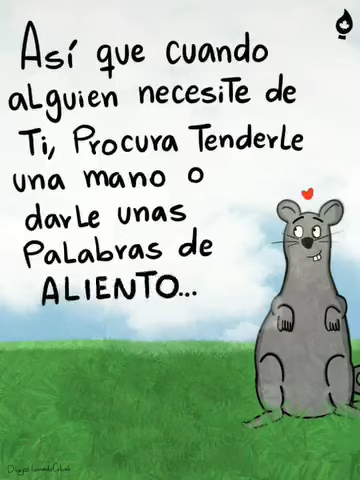 Así que cuando
aLguien necesiTe de
Ti, Procura TenderLe
una mano o
darLe unas
PaLabras de
ALIENTO...